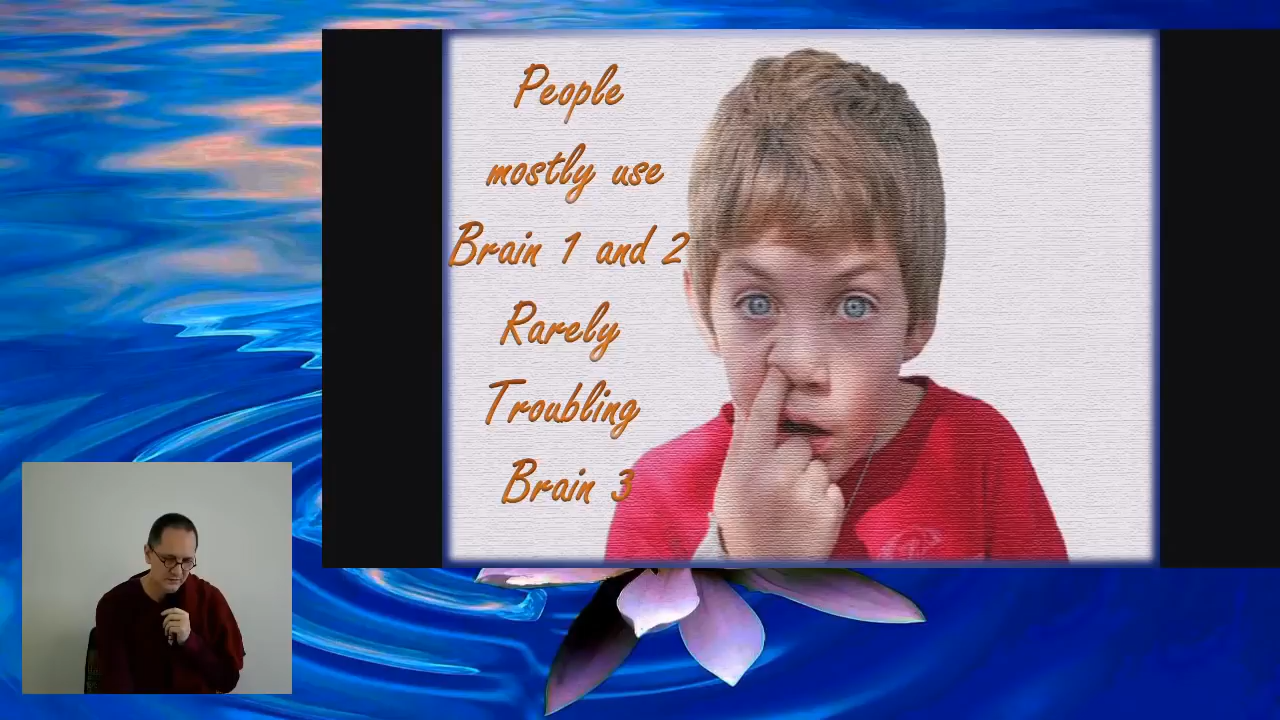 People
mostly use
Brain 1 and 2
Rarely
Troubling
Brain 3